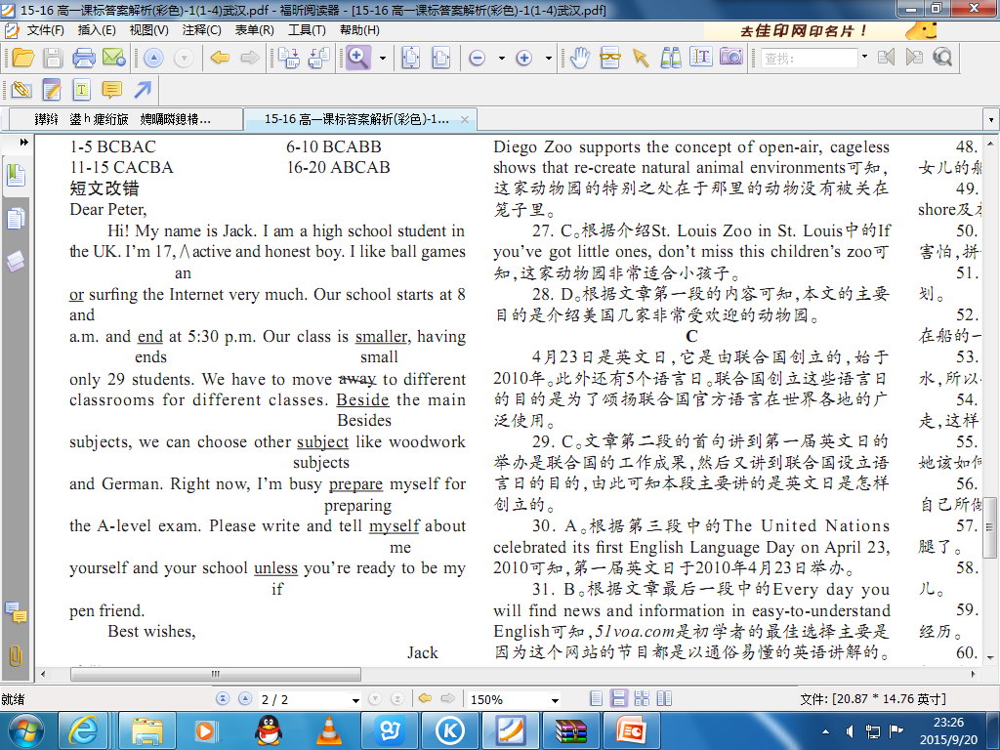 15-16 高一课标答案解析(彩色)-1(1-4)武汉.pdf - 福昕阅读器 - [15-16 高一课标答案解析(彩色)-1(1-4)武汉.pdf]
文件(F) 插入(E) 视图(V) 注释(C) 表单(R) 工具(T) 帮助(H)
去佳印网印名片！
查找:
15-16 高一课标答案解析(彩色)-1...
1-5 BCBAC 6-10 BCABB
11-15 CACBA 16-20 ABCAB
短文改错
Dear Peter,
Hi! My name is Jack. I am a high school student in
the UK. I'm 17, /\ active and honest boy. I like ball games
an
or surfing the Internet very much. Our school starts at 8
and
a.m. and end at 5:30 p.m. Our class is smaller, having
ends small
only 29 students. We have to move away to different
classrooms for different classes. Beside the main
Besides
subjects, we can choose other subject like woodwork
subjects
and German. Right now, I'm busy prepare myself for
preparing
the A-level exam. Please write and tell myself about
me
yourself and your school unless you're ready to be my
if
pen friend.
Best wishes,
Jack
Diego Zoo supports the concept of open-air, cageless
shows that re-create natural animal environments可知,
这家动物园的特别之处在于那里的动物没有被关在
笼子里。
27. C。根据介绍St. Louis Zoo in St. Louis中的If
you've got little ones, don't miss this children's zoo可
知,这家动物园非常适合小孩子。
28. D。根据文章第一段的内容可知,本文的主要
目的是介绍美国几家非常受欢迎的动物园。
C
4月23日是英文日,它是由联合国创立的,始于
2010年。此外还有5个语言日。联合国创立这些语言日
的目的是为了颂扬联合国官方语言在世界各地的广
泛使用。
29. C。文章第二段的首句讲到第一届英文日的
举办是联合国的工作成果,然后又讲到联合国设立语
言日的目的,由此可知本段主要讲的是英文日是怎样
创立的。
30. A。根据第三段中的The United Nations
celebrated its first English Language Day on April 23,
2010可知,第一届英文日于2010年4月23日举办。
31. B。根据文章最后一段中的Every day you
will find news and information in easy-to-understand
English可知,51voa.com是初学者的最佳选择主要是
因为这个网站的节目都是以通俗易懂的英语讲解的。
48.
女儿的船
49.
shore及
50.
害怕,拼
51.
划。
52.
在船的一
53.
水,所以
54.
走,这样
55.
她该如何
56.
自己所做
57.
腿了。
58.
儿。
59.
经历。
60.
就绪 2 / 2 150% 文件: [20.87 * 14.76 英寸]
23:26
2015/9/20